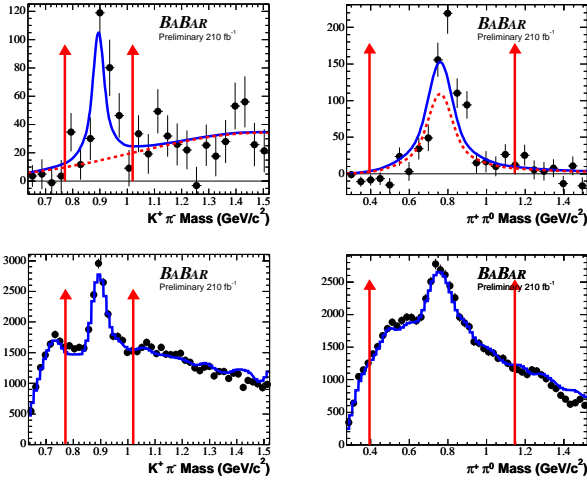 120
100
80
60
40
20
0
BABAR
Preliminary 210 fb⁻¹
0.7 0.8 0.9 1 1.1 1.2 1.3 1.4 1.5
K⁺ π⁻ Mass (GeV/c²)
200
150
100
50
0
BABAR
Preliminary 210 fb⁻¹
0.4 0.6 0.8 1 1.2 1.4
π⁺ π⁰ Mass (GeV/c²)
3000
2500
2000
1500
1000
500
0
BABAR
Preliminary 210 fb⁻¹
0.7 0.8 0.9 1 1.1 1.2 1.3 1.4 1.5
K⁺ π⁻ Mass (GeV/c²)
2500
2000
1500
1000
500
0
BABAR
Preliminary 210 fb⁻¹
0.4 0.6 0.8 1 1.2 1.4
π⁺ π⁰ Mass (GeV/c²)